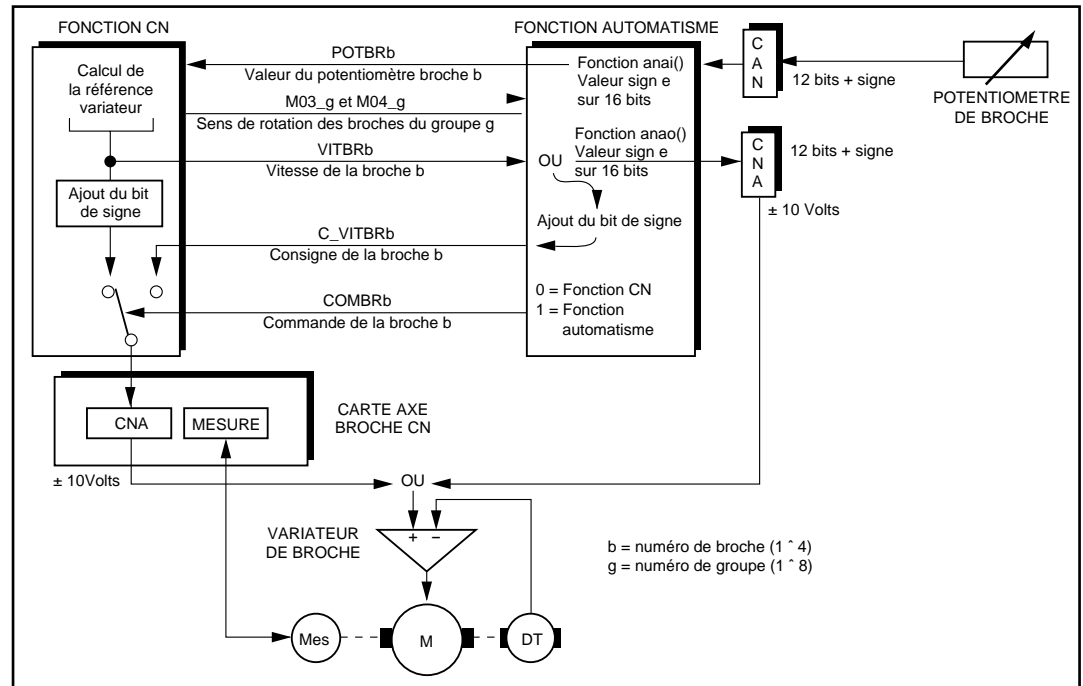 FONCTION CN
FONCTION AUTOMATISME
Calcul de
la référence
variateur
POTBRb
Valeur du potentiomètre broche b
Fonction anai()
Valeur sign e
sur 16 bits
C
A
N
12 bits + signe
POTENTIOMETRE
DE BROCHE
M03_g et M04_g
Sens de rotation des broches du groupe g
VITBRb
Vitesse de la broche b
Fonction anao()
Valeur sign e
sur 16 bits
OU
C
N
A
12 bits + signe
± 10 Volts
Ajout du bit
de signe
Ajout du bit de signe
C_VITBRb
Consigne de la broche b
COMBRb
Commande de la broche b
0 = Fonction CN
1 = Fonction
automatisme
CNA
MESURE
CARTE AXE
BROCHE CN
± 10Volts
OU
VARIATEUR
DE BROCHE
+ −
b = numéro de broche (1 ˆ 4)
g = numéro de groupe (1 ˆ 8)
Mes
M
DT